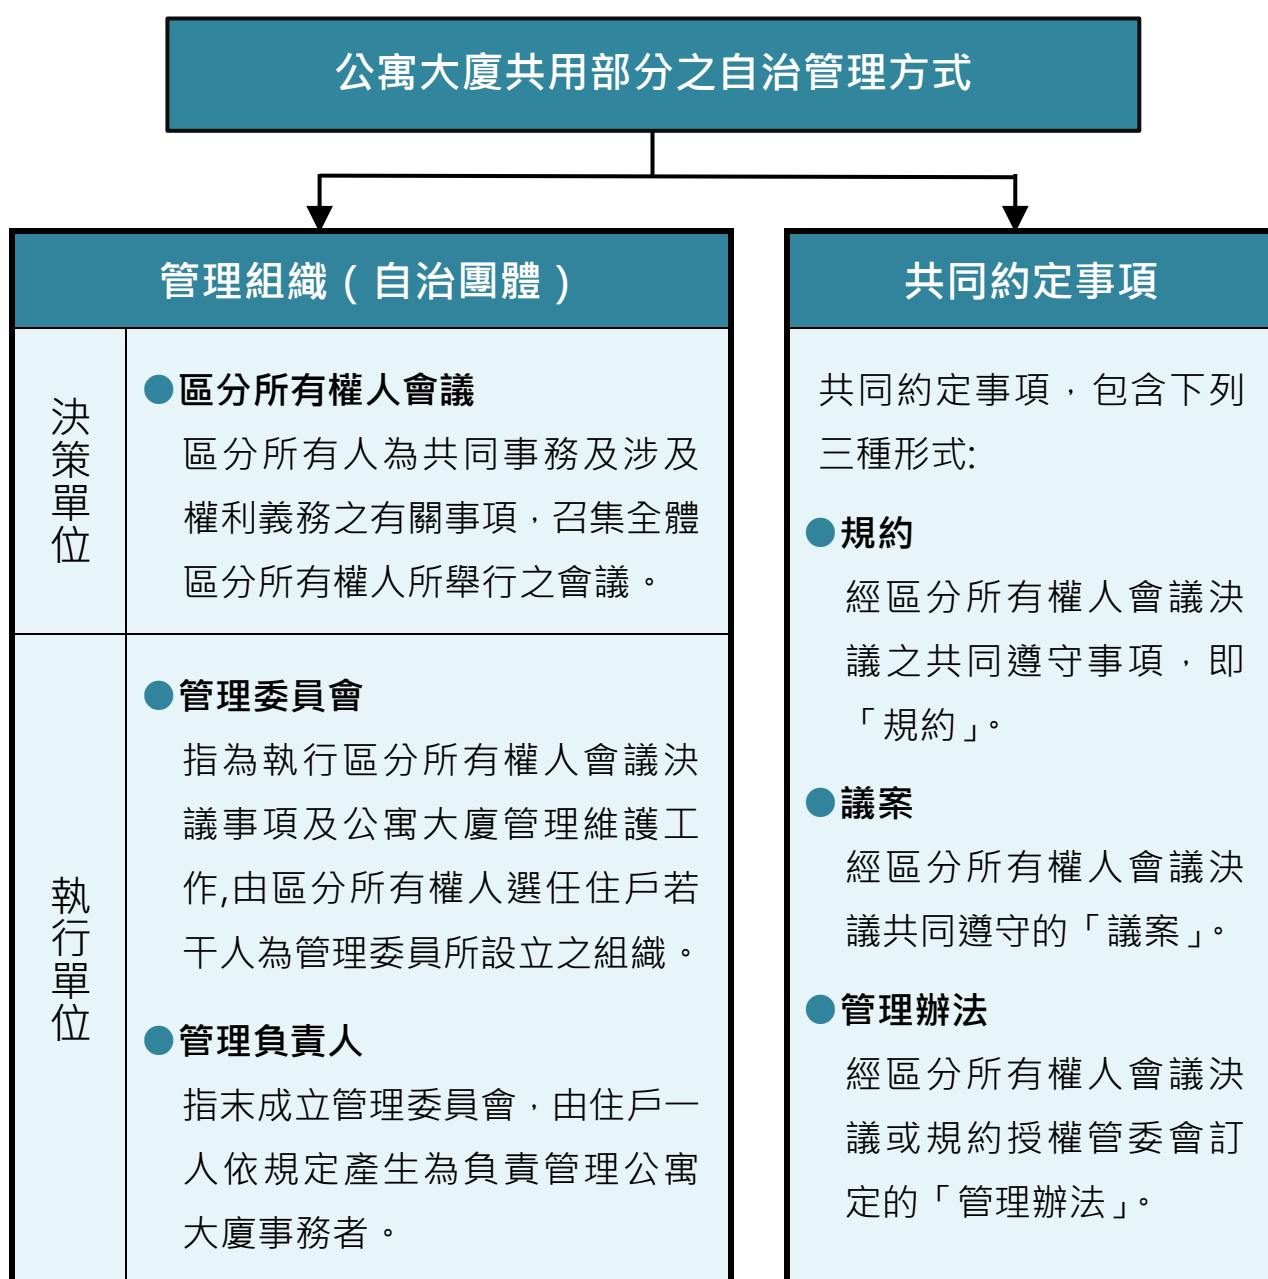 公寓大廈共用部分之自治管理方式
管理組織(自治團體)
決策單位
●區分所有權人會議
區分所有人為共同事務及涉及
權利義務之有關事項，召集全體
區分所有權人所舉行之會議。
執行單位
●管理委員會
指為執行區分所有權人會議決
議事項及公寓大廈管理維護工
作,由區分所有權人選任住戶若
干人為管理委員所設立之組織。
●管理負責人
指末成立管理委員會，由住戶一
人依規定產生為負責管理公寓
大廈事務者。
共同約定事項
共同約定事項，包含下列
三種形式:
●規約
經區分所有權人會議決
議之共同遵守事項，即
「規約」。
●議案
經區分所有權人會議決
議共同遵守的「議案」。
●管理辦法
經區分所有權人會議決
議或規約授權管委會訂
定的「管理辦法」。